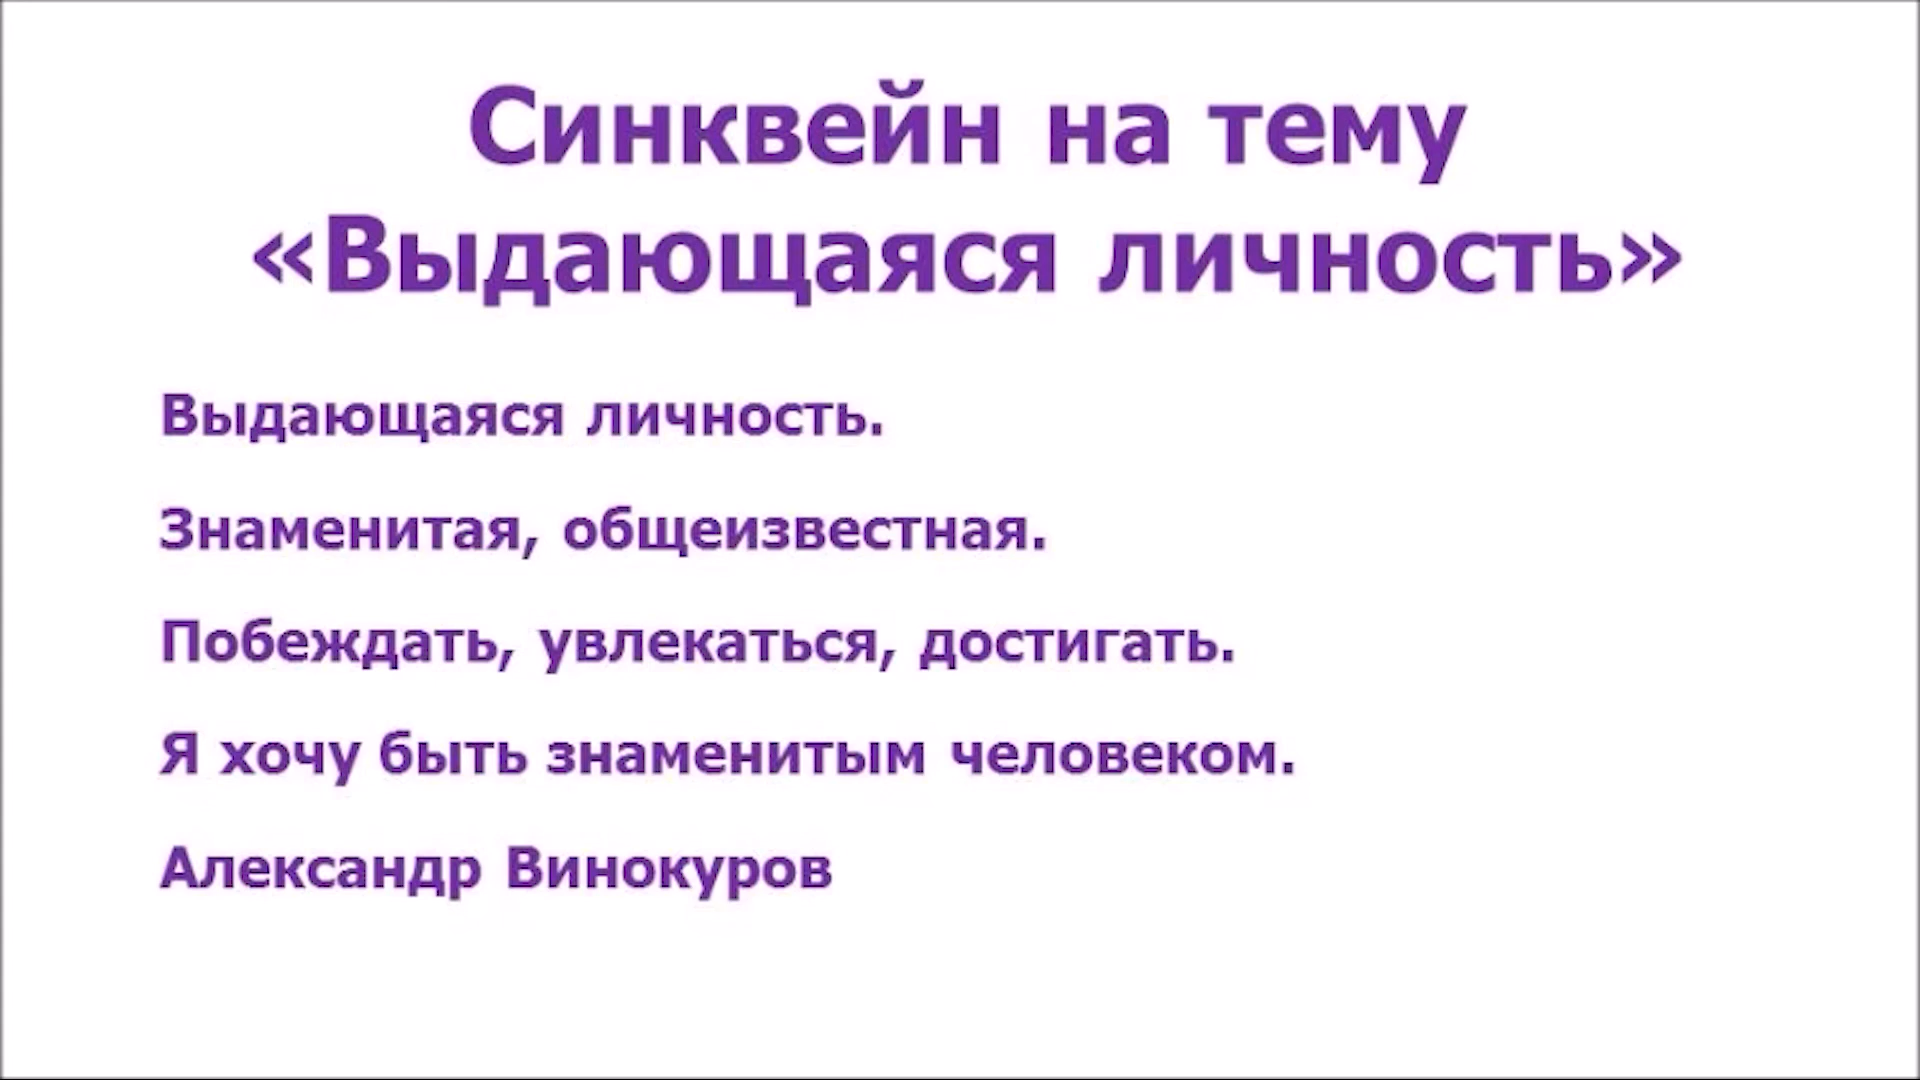 Синквейн на тему
«Выдающаяся личность»
Выдающаяся личность.
Знаменитая, общеизвестная.
Побеждать, увлекаться, достигать.
Я хочу быть знаменитым человеком.
Александр Винокуров